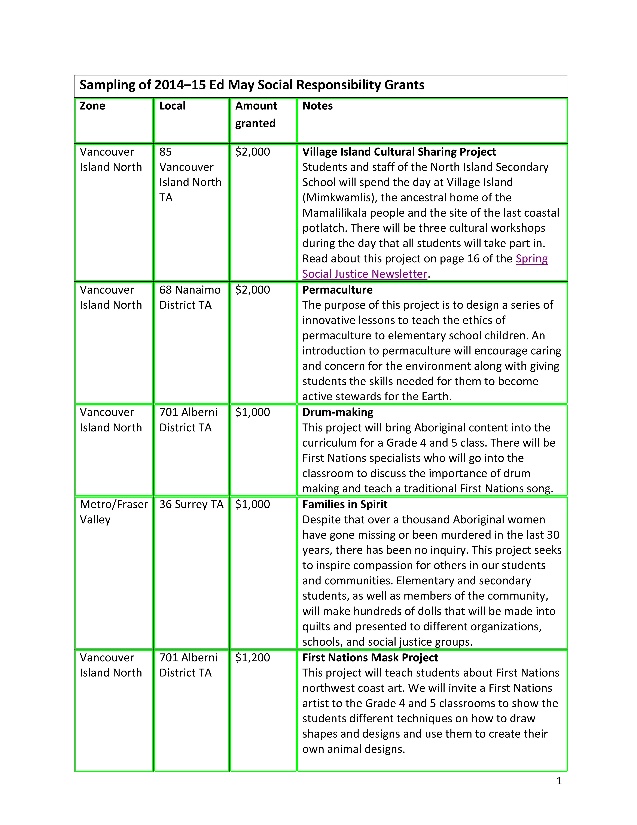 Sampling of 2014–15 Ed May Social Responsibility Grants
Zone Local Amount granted Notes
Vancouver Island North
85 Vancouver Island North TA
$2,000
Village Island Cultural Sharing Project
Students and staff of the North Island Secondary
School will spend the day at Village Island
(Mimkwamlis), the ancestral home of the
Mamalilikala people and the site of the last coastal
potlatch. There will be three cultural workshops
during the day that all students will take part in.
Read about this project on page 16 of the Spring
Social Justice Newsletter.
Vancouver Island North
68 Nanaimo District TA
$2,000
Permaculture
The purpose of this project is to design a series of
innovative lessons to teach the ethics of
permaculture to elementary school children. An
introduction to permaculture will encourage caring
and concern for the environment along with giving
students the skills needed for them to become
active stewards for the Earth.
Vancouver Island North
701 Alberni District TA
$1,000
Drum-making
This project will bring Aboriginal content into the
curriculum for a Grade 4 and 5 class. There will be
First Nations specialists who will go into the
classroom to discuss the importance of drum
making and teach a traditional First Nations song.
Metro/Fraser Valley
36 Surrey TA
$1,000
Families in Spirit
Despite that over a thousand Aboriginal women
have gone missing or been murdered in the last 30
years, there has been no inquiry. This project seeks
to inspire compassion for others in our students
and communities. Elementary and secondary
students, as well as members of the community,
will make hundreds of dolls that will be made into
quilts and presented to different organizations,
schools, and social justice groups.
Vancouver Island North
701 Alberni District TA
$1,200
First Nations Mask Project
This project will teach students about First Nations
northwest coast art. We will invite a First Nations
artist to the Grade 4 and 5 classrooms to show the
students different techniques on how to draw
shapes and designs and use them to create their
own animal designs.
1